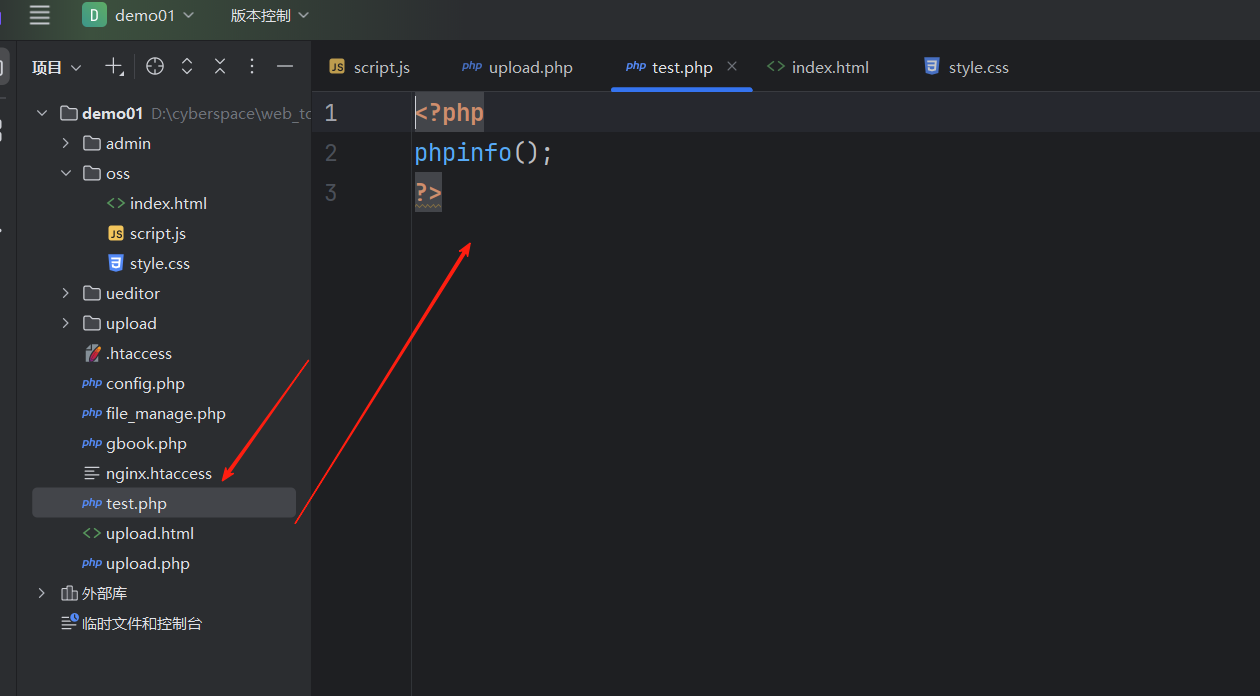 D demo01 版本控制
项目
JS script.js php upload.php php test.php <> index.html style.css
demo01 D:\cyberspace\web_tc
admin
oss
<> index.html
JS script.js
style.css
ueditor
upload
.htaccess
php config.php
php file_manage.php
php gbook.php
nginx.htaccess
php test.php
<> upload.html
php upload.php
外部库
临时文件和控制台
1 <?php
2 phpinfo();
3 ?>